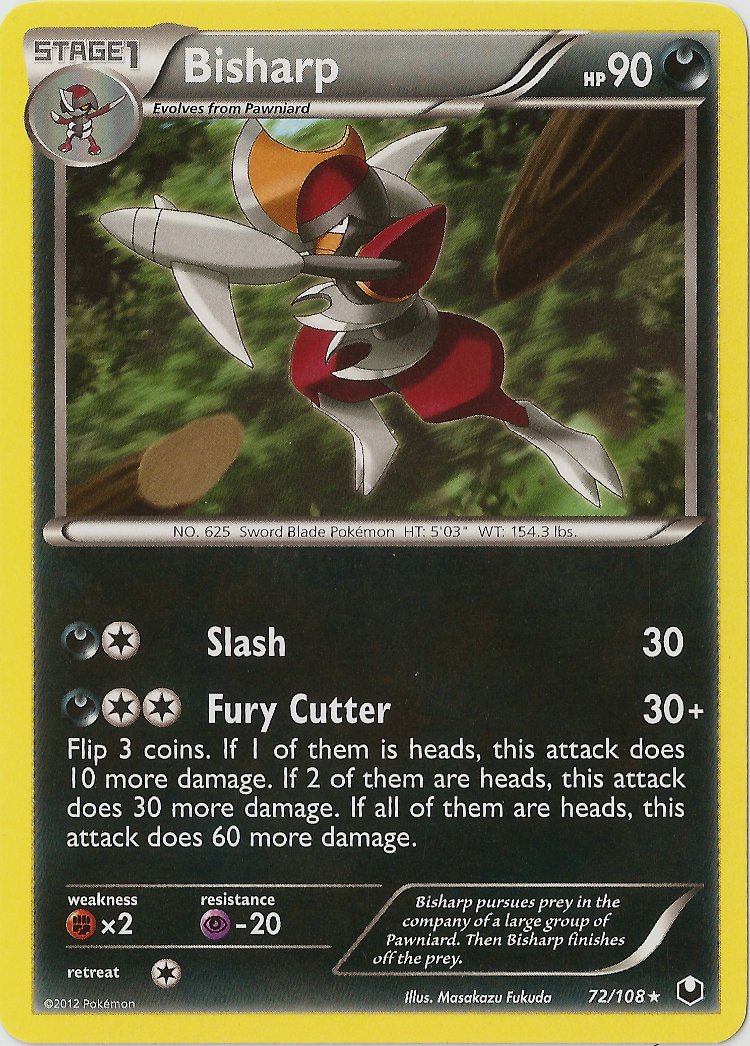 STAGE1
Bisharp
HP90
Evolves from Pawniard
NO. 625 Sword Blade Pokémon HT: 5'03" WT: 154.3 lbs.
Slash 30
Fury Cutter 30+
Flip 3 coins. If 1 of them is heads, this attack does
10 more damage. If 2 of them are heads, this attack
does 30 more damage. If all of them are heads, this
attack does 60 more damage.
weakness
×2
resistance
-20
retreat
Bisharp pursues prey in the
company of a large group of
Pawniard. Then Bisharp finishes
off the prey.
©2012 Pokémon
Illus. Masakazu Fukuda
72/108★